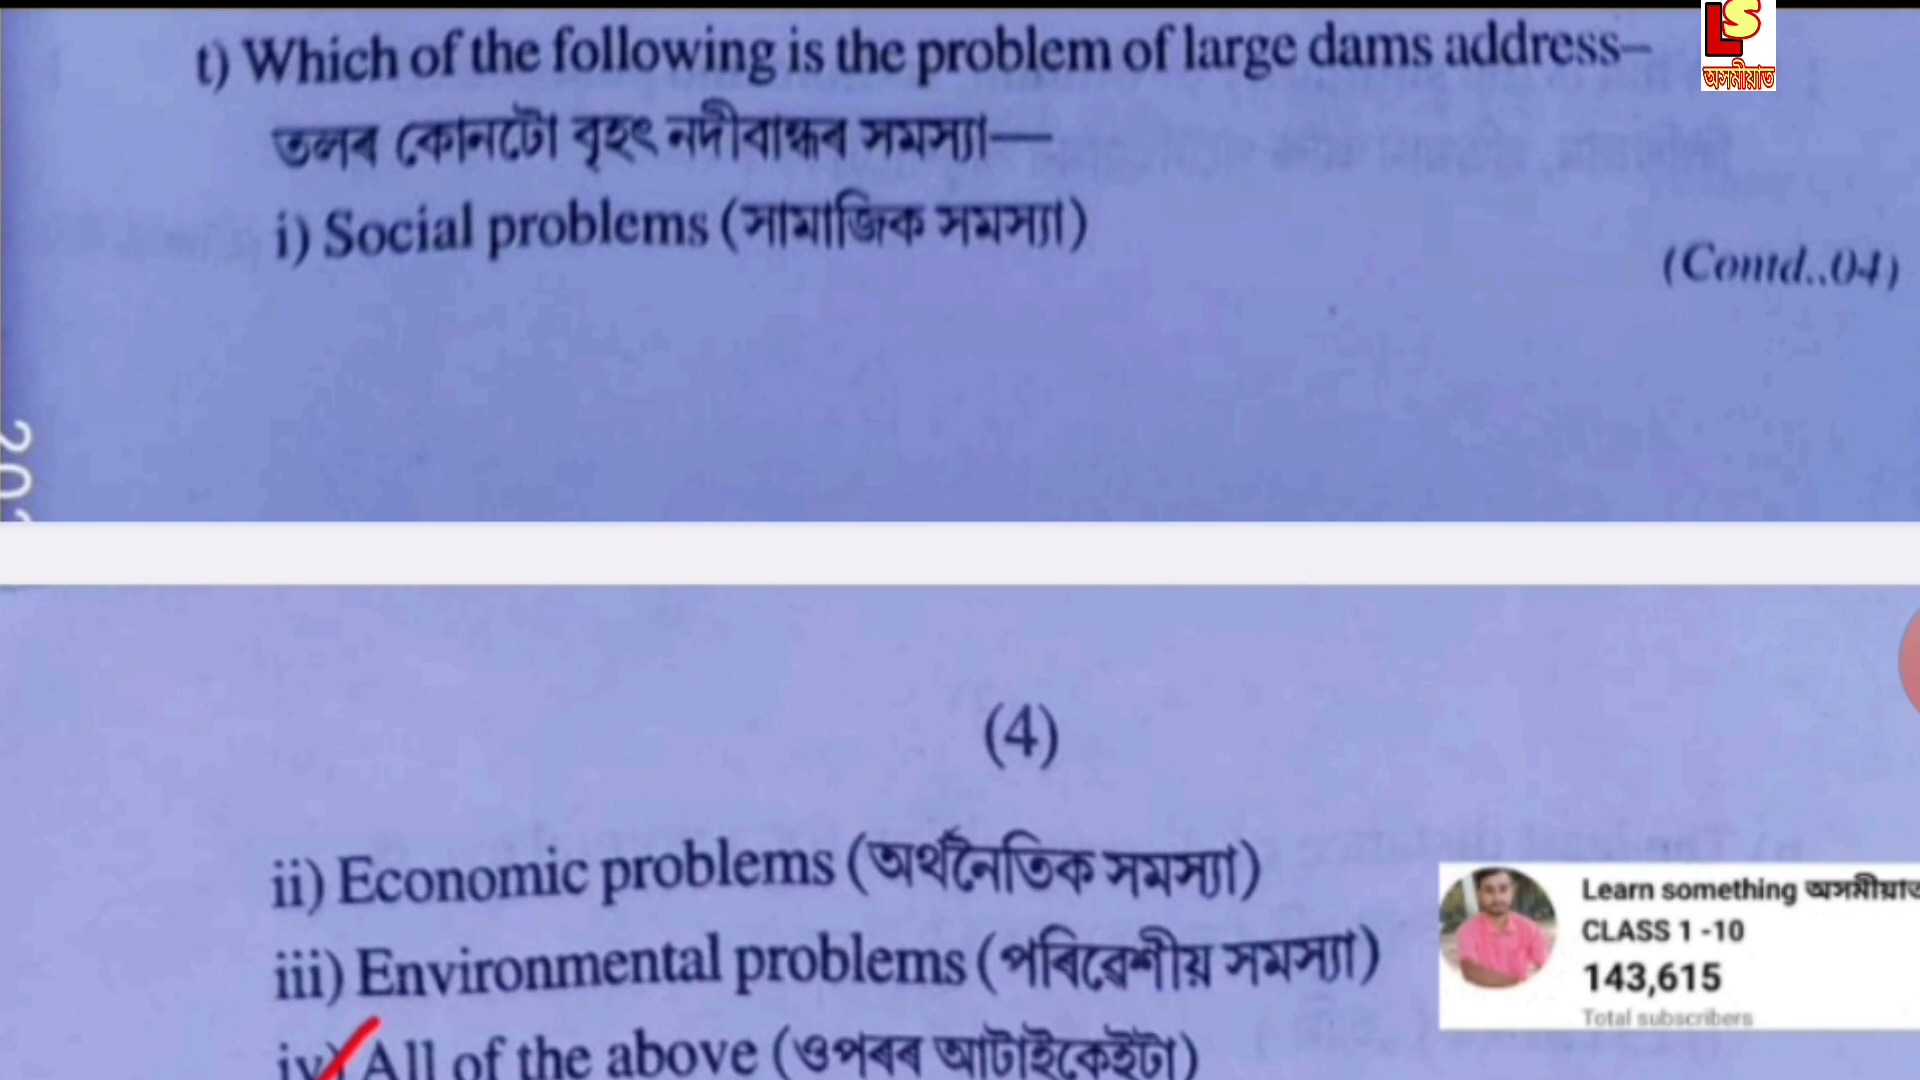 LS
অসমীয়াত
t) Which of the following is the problem of large dams address–
তলৰ কোনটো বৃহৎ নদীবান্ধৰ সমস্যা—
i) Social problems (সামাজিক সমস্যা)
(Contd..04)
(4)
ii) Economic problems (অৰ্থনৈতিক সমস্যা)
iii) Environmental problems (পৰিৱেশীয় সমস্যা)
iv) All of the above (ওপৰৰ আটাইকেইটা)
Learn something অসমীয়াত
CLASS 1 -10
143,615
Total subscribers